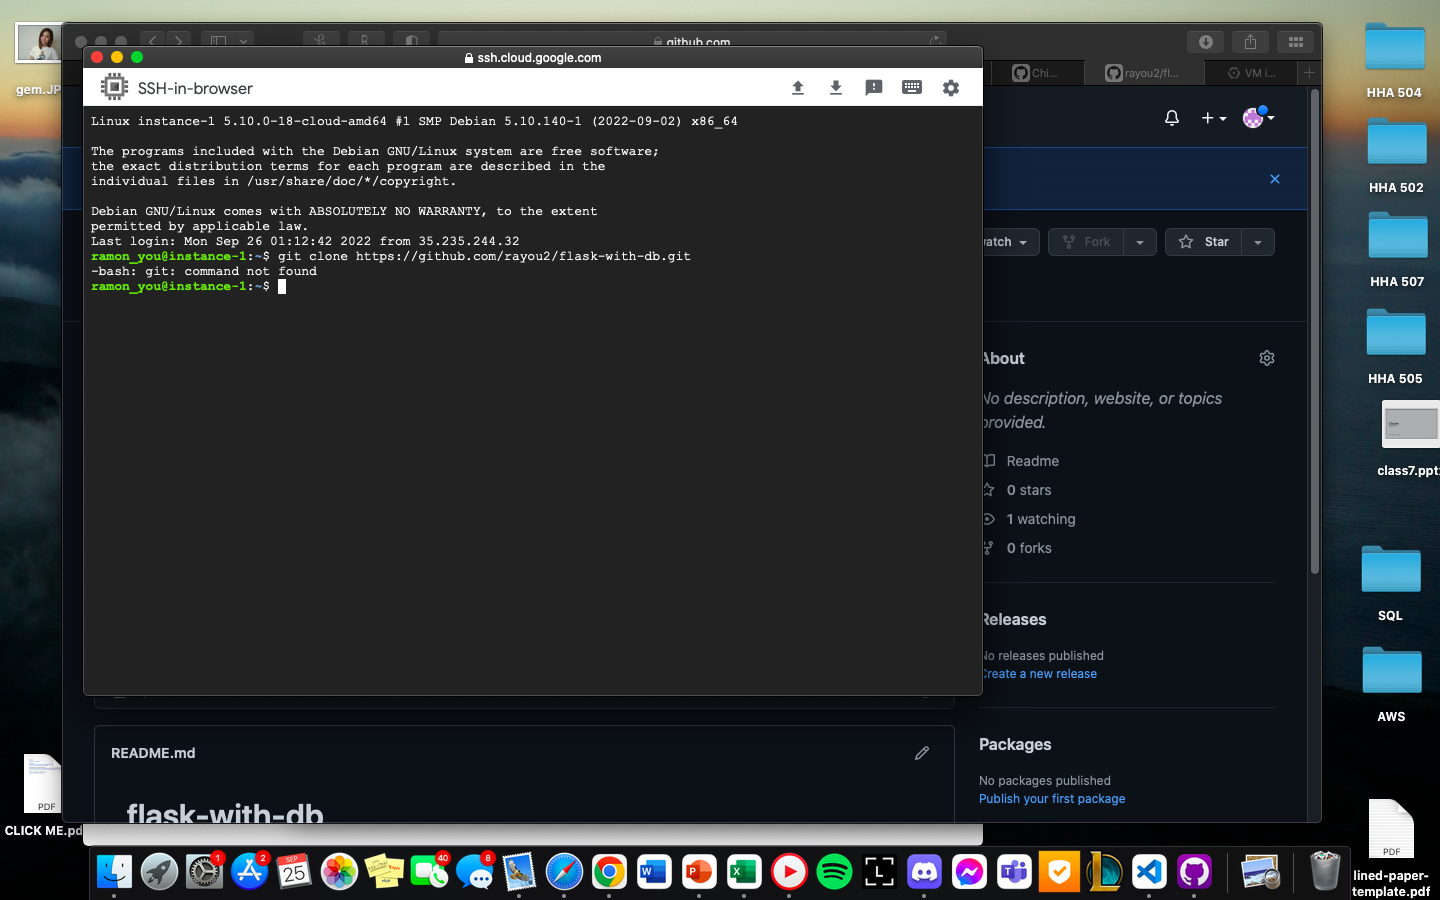 gem.JP
github.com
ssh.cloud.google.com
SSH-in-browser
Chi...
rayou2/fl...
VM i...
Linux instance-1 5.10.0-18-cloud-amd64 #1 SMP Debian 5.10.140-1 (2022-09-02) x86_64
The programs included with the Debian GNU/Linux system are free software;
the exact distribution terms for each program are described in the
individual files in /usr/share/doc/*/copyright.
Debian GNU/Linux comes with ABSOLUTELY NO WARRANTY, to the extent
permitted by applicable law.
Last login: Mon Sep 26 01:12:42 2022 from 35.235.244.32
ramon_you@instance-1:~$ git clone https://github.com/rayou2/flask-with-db.git
-bash: git: command not found
ramon_you@instance-1:~$
atch
Fork
Star
About
No description, website, or topics
provided.
Readme
0 stars
1 watching
0 forks
Releases
No releases published
Create a new release
Packages
No packages published
Publish your first package
README.md
flask-with-db
HHA 504
HHA 502
HHA 507
HHA 505
class7.ppt
SQL
AWS
PDF
CLICK ME.pd
PDF
lined-paper-
template.pdf
1
2
SEP
25
40
8